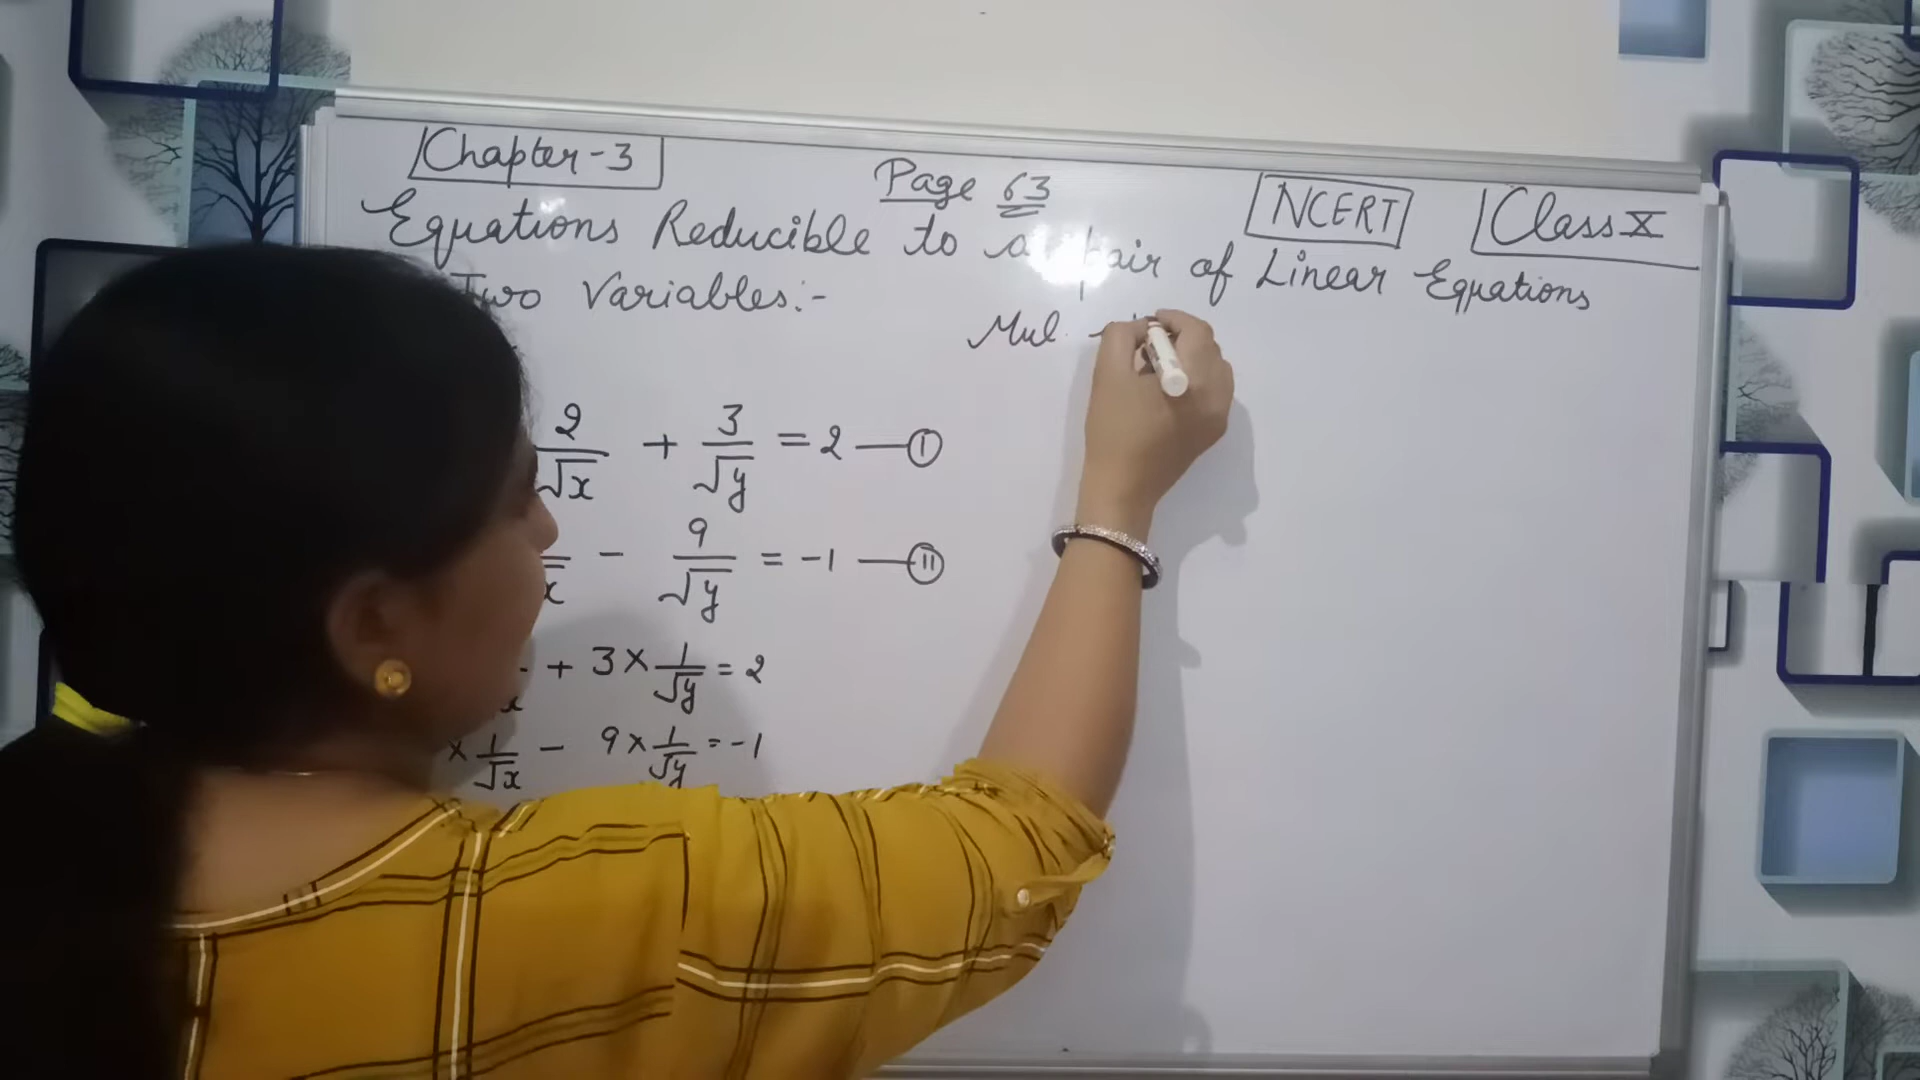 Chapter-3
Page 63
NCERT
Class X
Equations Reducible to a Pair of Linear Equations
Two Variables:-
Mul.
2/√x + 3/√y = 2 —(I)
x - 9/√y = -1 —(II)
x + 3 × 1/√y = 2
× 1/√x - 9 × 1/√y = -1